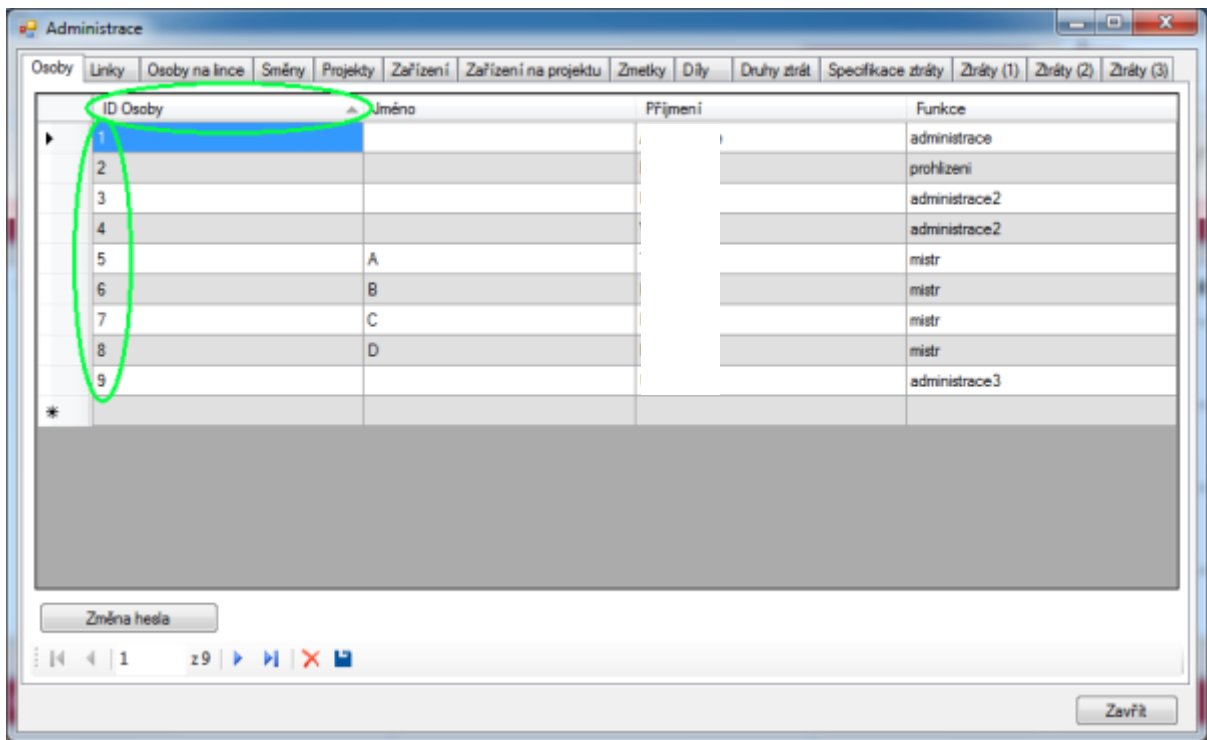 Administrace
Osoby Linky Osoby na lince Směny Projekty Zařízení Zařízení na projektu Zmetky Díly Druhy ztrát Specifikace ztráty Ztráty (1) Ztráty (2) Ztráty (3)
ID Osoby Jméno Příjmení Funkce
1 administrace
2 prohlizeni
3 administrace2
4 administrace2
5 A mistr
6 B mistr
7 C mistr
8 D mistr
9 administrace3
Změna hesla
1 z 9
Zavřít